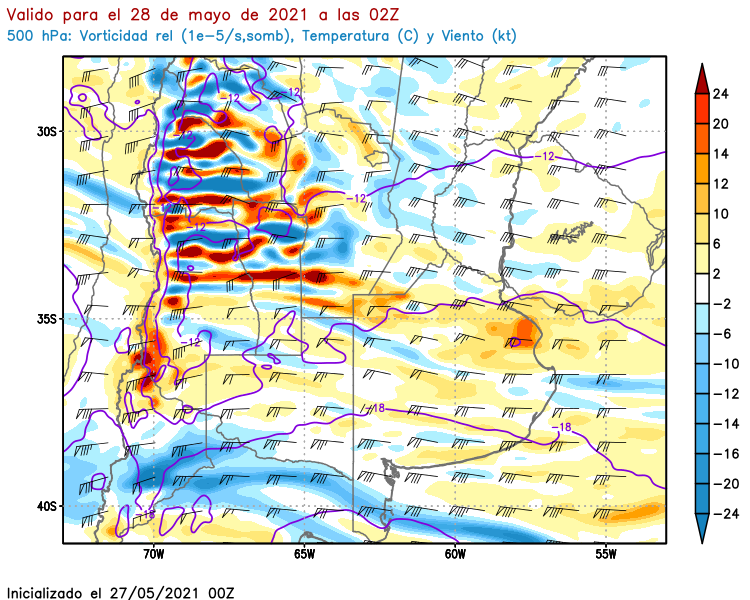 Valido para el 28 de mayo de 2021 a las 02Z
500 hPa: Vorticidad rel (1e-5/s,somb), Temperatura (C) y Viento (kt)
-12
-12
-12
-12
-12
-12
-12
-12
-18
-18
-18
30S
35S
40S
70W
65W
60W
55W
24
20
14
12
10
6
2
-2
-6
-10
-12
-14
-16
-20
-24
Inicializado el 27/05/2021 00Z